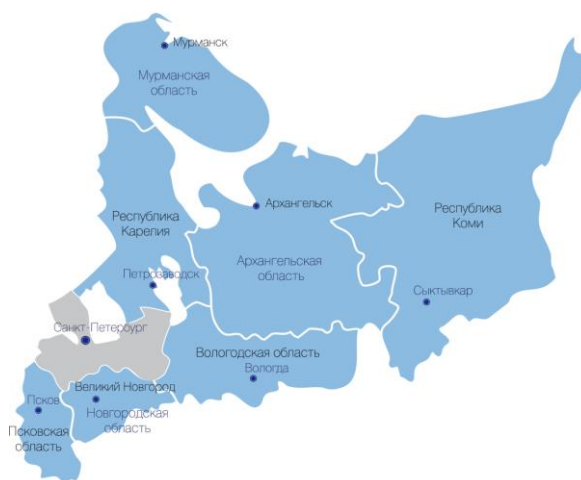 Мурманск
Мурманская
область
Архангельск
Республика
Карелия
Республика
Коми
Архангельская
область
Петрозаводск
Сыктывкар
Санкт-Петербург
Вологодская область
Вологда
Великий Новгород
Псков
Новгородская
область
Псковская
область